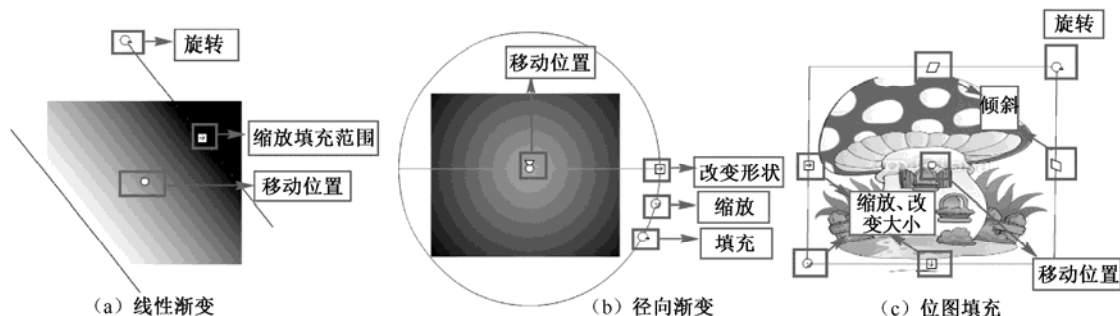 旋转
缩放填充范围
移动位置
(a) 线性渐变
移动位置
改变形状
缩放
填充
(b) 径向渐变
旋转
倾斜
缩放、改
变大小
移动位置
(c) 位图填充